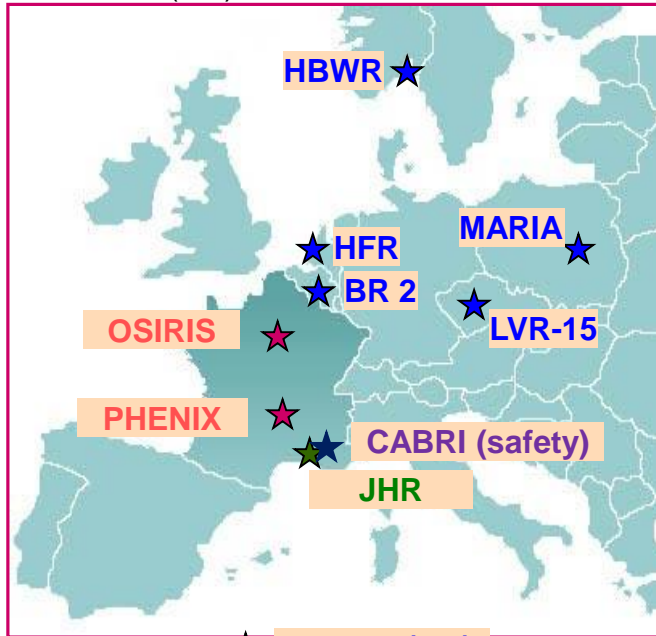 HBWR
MARIA
HFR
BR 2
LVR-15
OSIRIS
PHENIX
CABRI (safety)
JHR